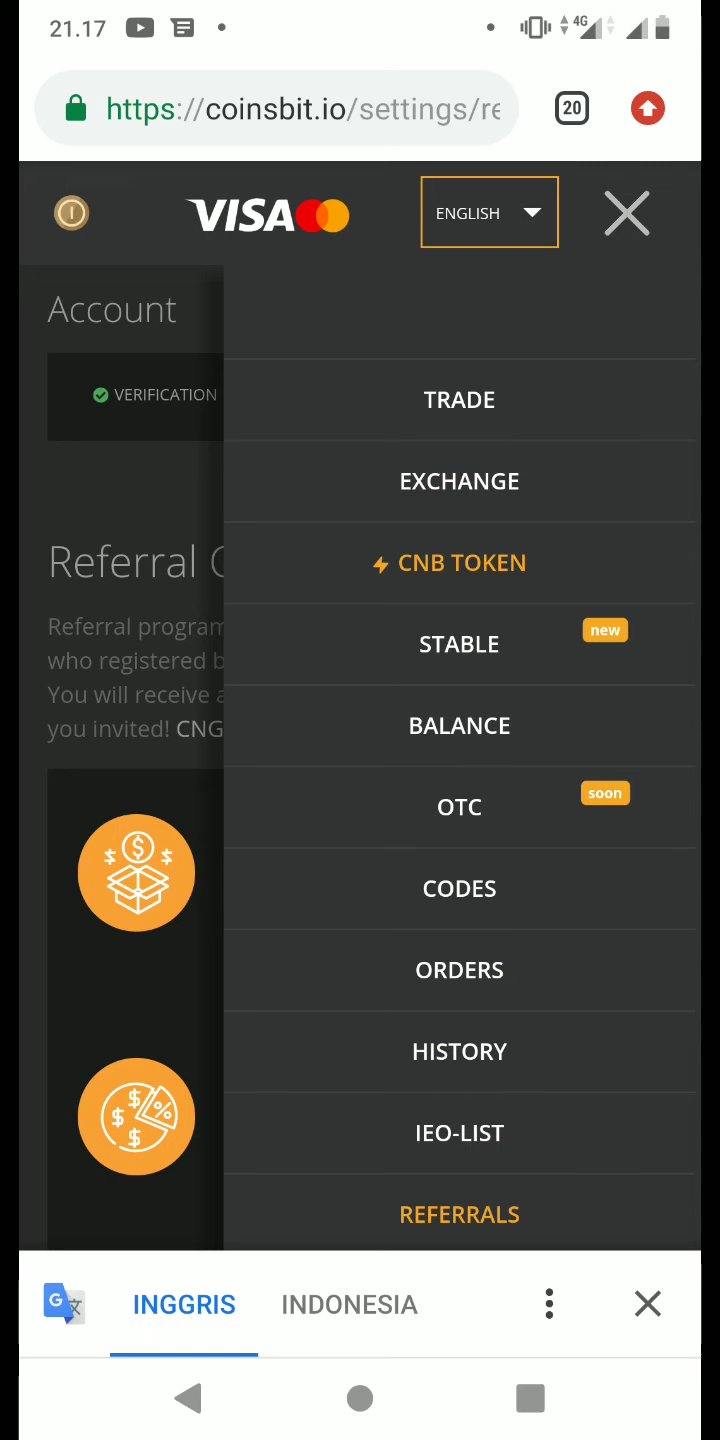 21.17
4G
https://coinsbit.io/settings/re
20
VISA
ENGLISH
Account
VERIFICATION
TRADE
EXCHANGE
CNB TOKEN
STABLE
new
BALANCE
OTC
soon
CODES
ORDERS
HISTORY
IEO-LIST
REFERRALS
Referral
Referral program
who registered b
You will receive a
you invited! CNG
INGGRIS
INDONESIA